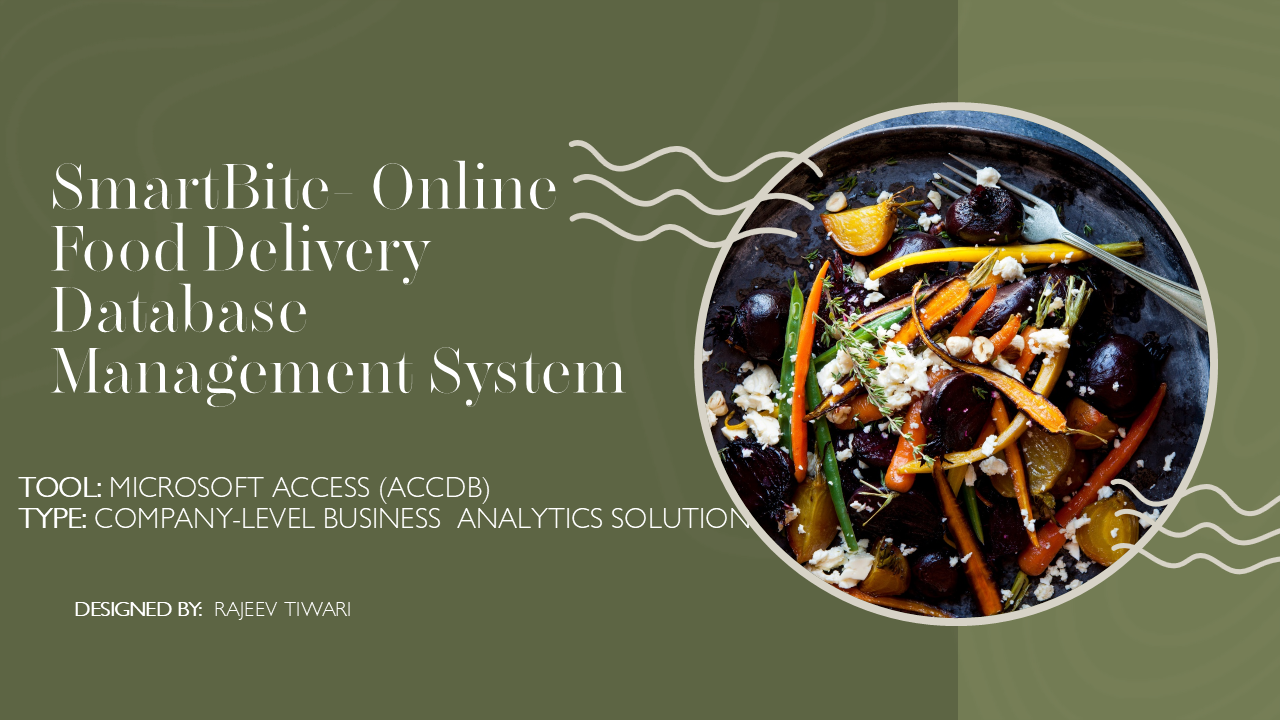 SmartBite- Online
Food Delivery
Database
Management System
TOOL: MICROSOFT ACCESS (ACCDB)
TYPE: COMPANY-LEVEL BUSINESS  ANALYTICS SOLUTION
DESIGNED BY:  RAJEEV TIWARI